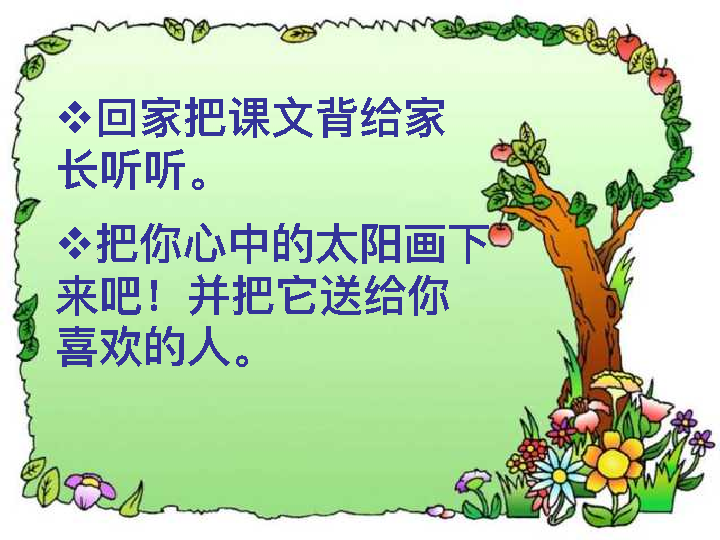 ❖回家把课文背给家
长听听。
❖把你心中的太阳画下
来吧！并把它送给你
喜欢的人。